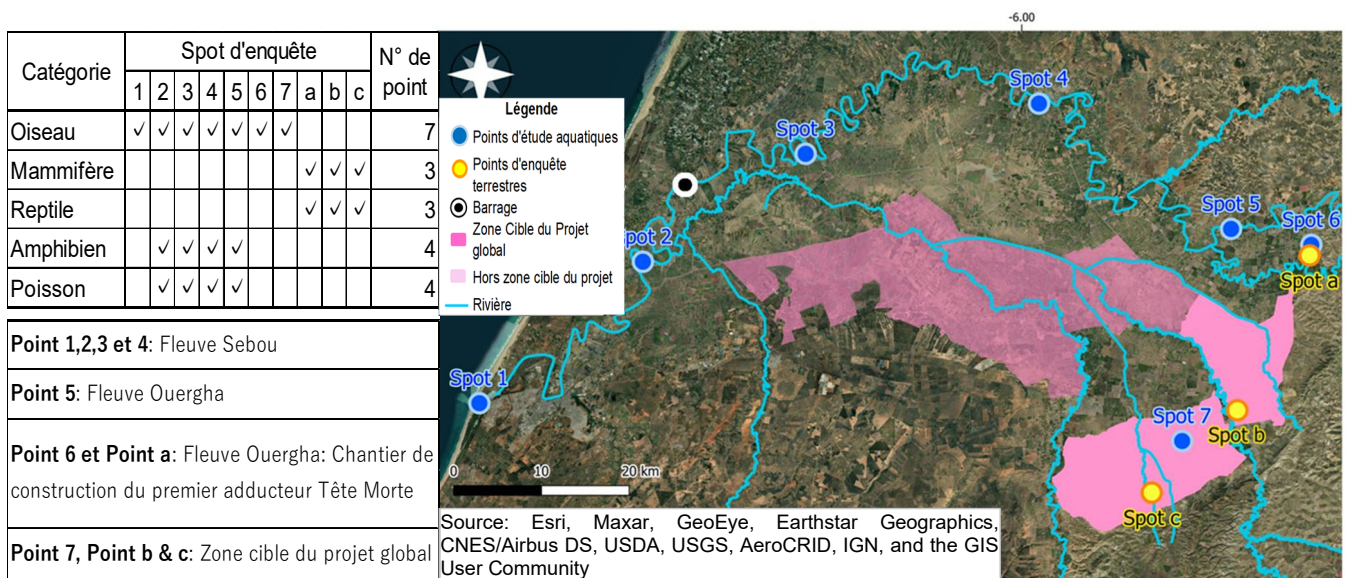 Catégorie
Spot d'enquête
N° de
point
1 2 3 4 5 6 7 a b c
Oiseau ✓ ✓ ✓ ✓ ✓ ✓ ✓ 7
Mammifère ✓ ✓ ✓ 3
Reptile ✓ ✓ ✓ 3
Amphibien ✓ ✓ ✓ ✓ 4
Poisson ✓ ✓ ✓ ✓ 4
Point 1,2,3 et 4: Fleuve Sebou
Point 5: Fleuve Ouergha
Point 6 et Point a: Fleuve Ouergha: Chantier de
construction du premier adducteur Tête Morte
Point 7, Point b & c: Zone cible du projet global
-6.00
Légende
Points d'étude aquatiques
Points d'enquête
terrestres
Barrage
Zone Cible du Projet
global
Hors zone cible du projet
Rivière
Spot 4
Spot 3
Spot 5
Spot 6
pot 2
Spot a
Spot 1
Spot 7
Spot b
Spot c
0 10 20 km
Source: Esri, Maxar, GeoEye, Earthstar Geographics,
CNES/Airbus DS, USDA, USGS, AeroCRID, IGN, and the GIS
User Community